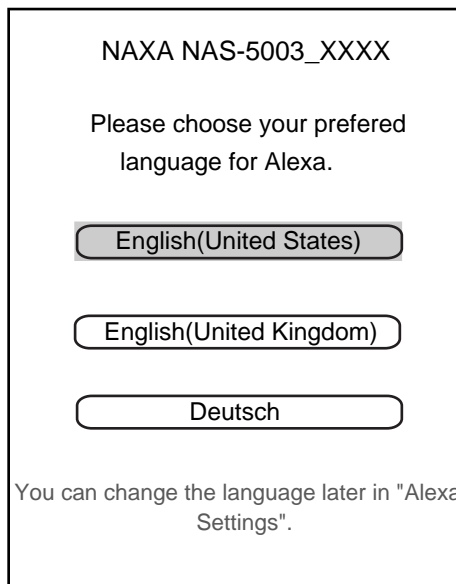 NAXA NAS-5003_XXXX
Please choose your prefered
language for Alexa.
English(United States)
English(United Kingdom)
Deutsch
You can change the language later in "Alexa
Settings".